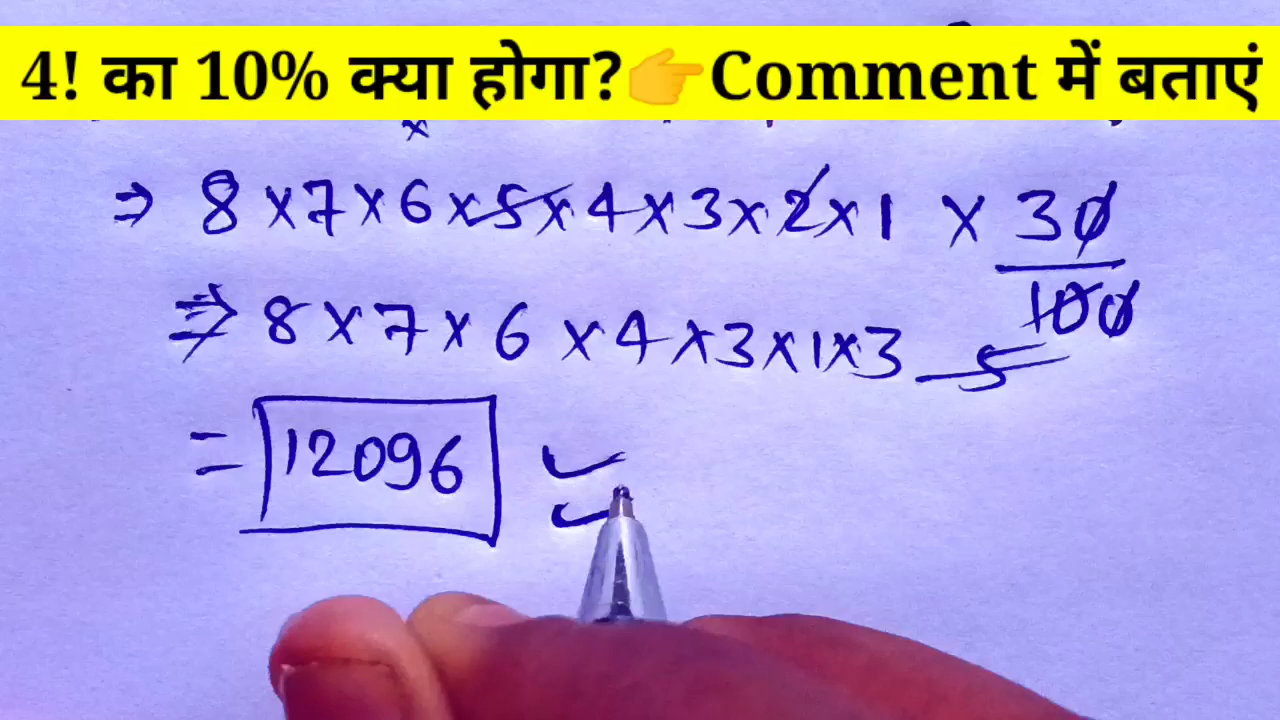 4! का 10% क्या होगा?👉Comment में बताएं
⇒ 8 × 7 × 6 × 5 × 4 × 3 × 2 × 1 × 30/100
⇒ 8 × 7 × 6 × 4 × 3 × 1 × 3 5
= 12096